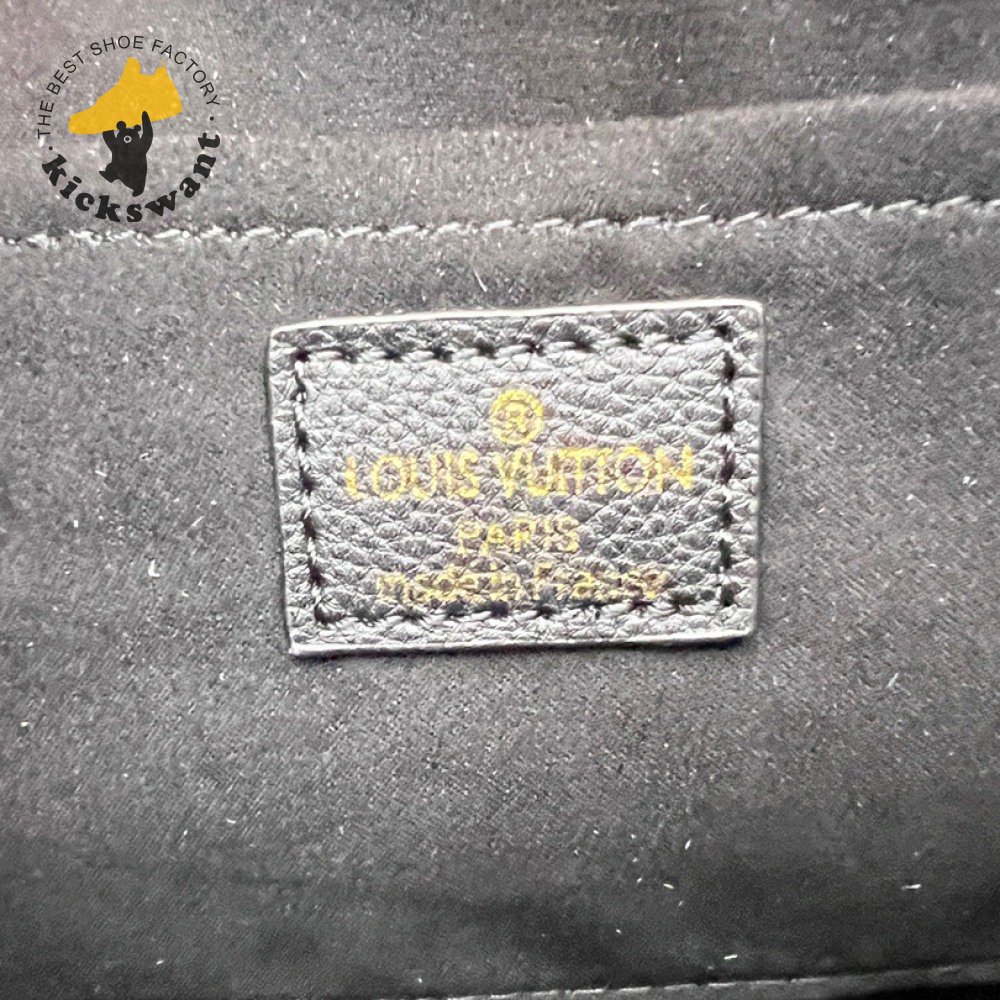 THE BEST SHOE FACTORY
kickswant
®
LOUIS VUITTON
PARIS
made in France